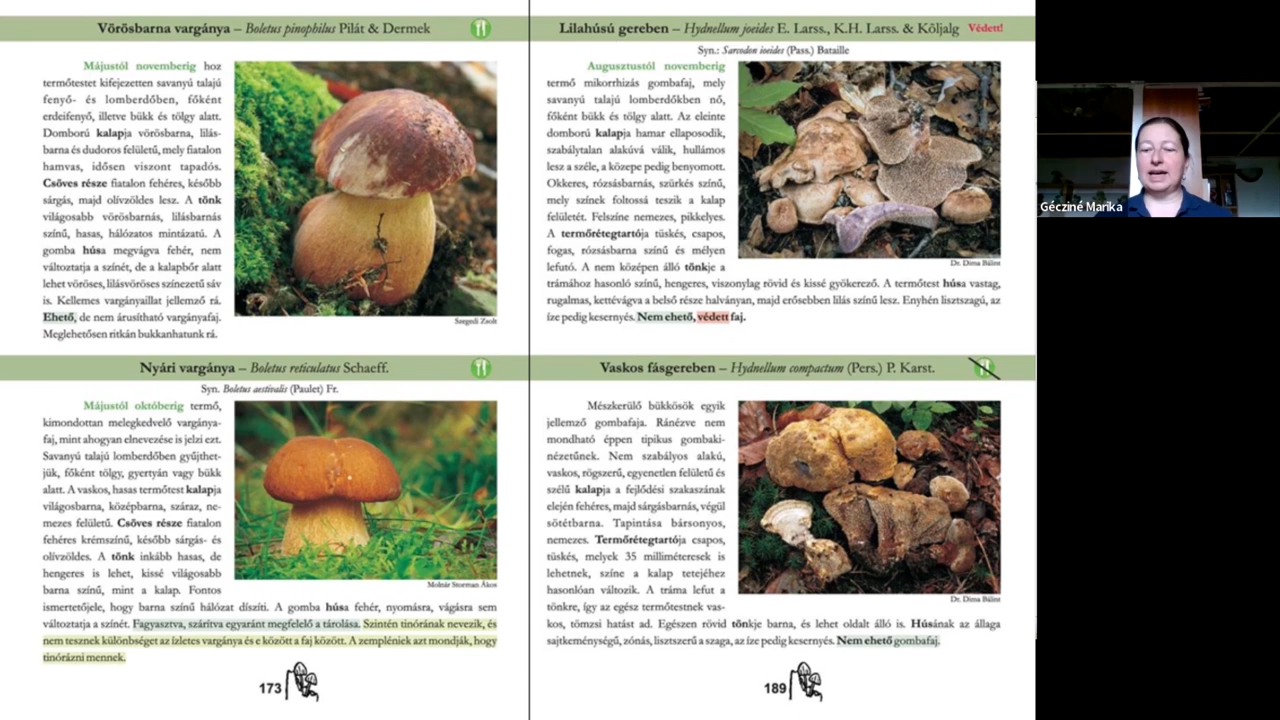 Vörösbarna vargánya – Boletus pinophilus Pilát & Dermek
Májustól novemberig hoz
termőtestet kifejezetten savanyú talajú
fenyő- és lomberdőben, főként
erdeifenyő, illetve bükk és tölgy alatt.
Domború kalapja vörösbarna, lilás-
barna és dudoros felületű, mely fiatalon
hamvas, idősen viszont tapadós.
Csöves része fiatalon fehéres, később
sárgás, majd olívzöldes lesz. A tönk
világosabb vörösbarnás, lilásbarnás
színű, hasas, hálózatos mintázatú. A
gomba húsa megvágva fehér, nem
változtatja a színét, de a kalapbőr alatt
lehet vöröses, lilásvöröses színezetű sáv
is. Kellemes vargányaillat jellemző rá.
Ehető, de nem árusítható vargányafaj.
Meglehetősen ritkán bukkanhatunk rá.
Szegedi Zsolt
Nyári vargánya – Boletus reticulatus Schaeff.
Syn. Boletus aestivalis (Paulet) Fr.
Májustól októberig termő,
kimondottan melegkedvelő vargánya-
faj, mint ahogyan elnevezése is jelzi ezt.
Savanyú talajú lomberdőben gyűjthet-
jük, főként tölgy, gyertyán vagy bükk
alatt. A vaskos, hasas termőtest kalapja
világosbarna, középbarna, száraz, ne-
mezes felületű. Csöves része fiatalon
fehéres krémszínű, később sárgás- és
olívzöldes. A tönk inkább hasas, de
hengeres is lehet, kissé világosabb
barna színű, mint a kalap. Fontos
ismertetőjele, hogy barna színű hálózat díszíti. A gomba húsa fehér, nyomásra, vágásra sem
változtatja a színét. Fagyasztva, szárítva egyaránt megfelelő a tárolása. Szintén tinórának nevezik, és
nem tesznek különbséget az ízletes vargánya és e között a faj között. A zempléniek azt mondják, hogy
tinórázni mennek.
Molnár Storman Ákos
173
Lilahúsú gereben – Hydnellum joeides E. Larss., K.H. Larss. & Kõljalg Védett!
Syn.: Sarcodon ioeides (Pass.) Bataille
Augusztustól novemberig
termő mikorrhizás gombafaj, mely
savanyú talajú lomberdőkben nő,
főként bükk és tölgy alatt. Az eleinte
domború kalapja hamar ellaposodik,
szabálytalan alakúvá válik, hullámos
lesz a széle, a közepe pedig benyomott.
Okkeres, rózsásbarnás, szürkés színű,
mely színek foltossá teszik a kalap
felületét. Felszíne nemezes, pikkelyes.
A termőrétegtartója tüskés, csapos,
fogas, rózsásbarna színű és mélyen
lefutó. A nem középen álló tönkje a
trámához hasonló színű, hengeres, viszonylag rövid és kissé gyökerező. A termőtest húsa vastag,
rugalmas, kettévágva a belső része halványan, majd erősebben lilás színű lesz. Enyhén lisztszagú, az
íze pedig kesernyés. Nem ehető, védett faj.
Dr. Dima Bálint
Vaskos fásgereben – Hydnellum compactum (Pers.) P. Karst.
Mészkerülő bükkösök egyik
jellemző gombafaja. Ránézve nem
mondható éppen tipikus gombaki-
nézetűnek. Nem szabályos alakú,
vaskos, rögszerű, egyenetlen felületű és
szélű kalapja a fejlődési szakaszának
elején fehéres, majd sárgásbarnás, végül
sötétbarna. Tapintása bársonyos,
nemezes. Termőrétegtartója csapos,
tüskés, melyek 35 milliméteresek is
lehetnek, színe a kalap tetejéhez
hasonlóan változik. A tráma lefut a
tönkre, így az egész termőtestnek vas-
kos, tömzsi hatást ad. Egészen rövid tönkje barna, és lehet oldalt álló is. Húsának az állaga
sajtkeménységű, zónás, lisztszerű a szaga, az íze pedig kesernyés. Nem ehető gombafaj.
Dr. Dima Bálint
189
Gécziné Marika